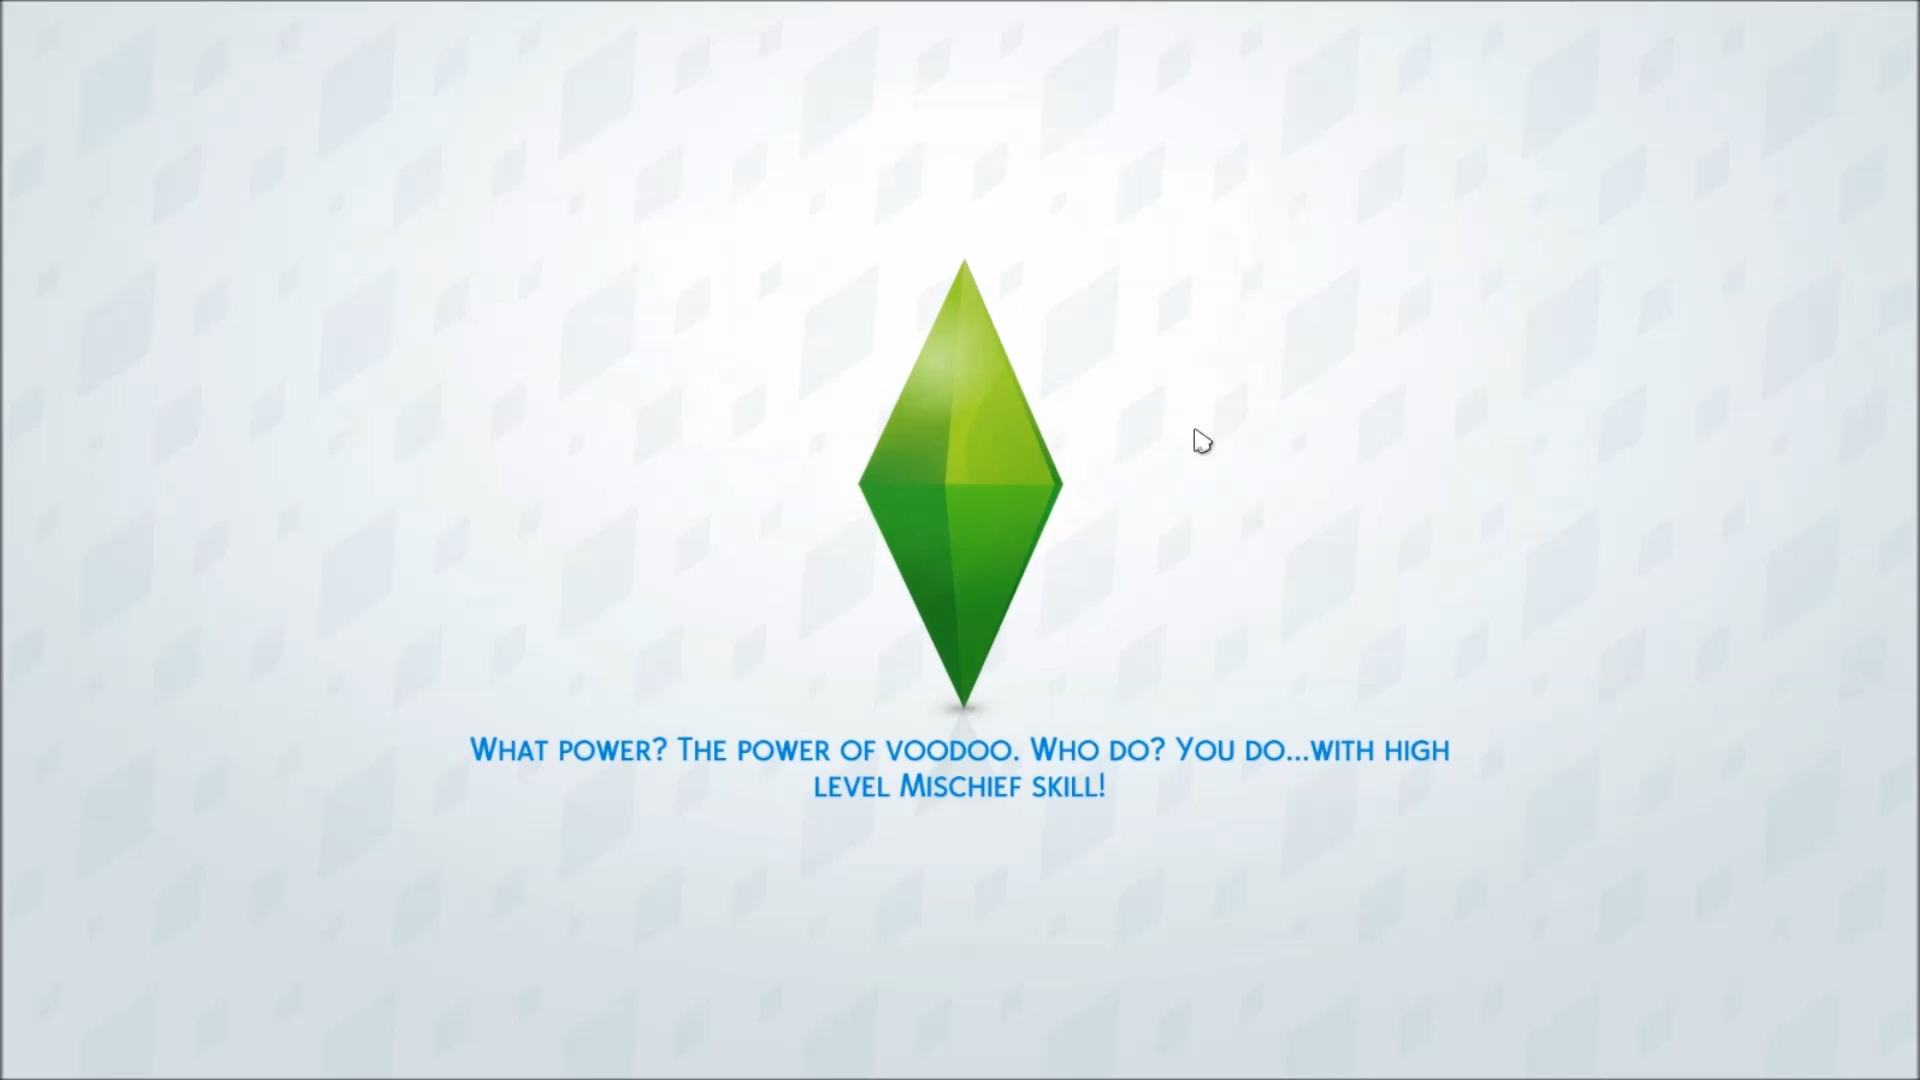 What power? The power of voodoo. Who do? You do...with high
level Mischief skill!